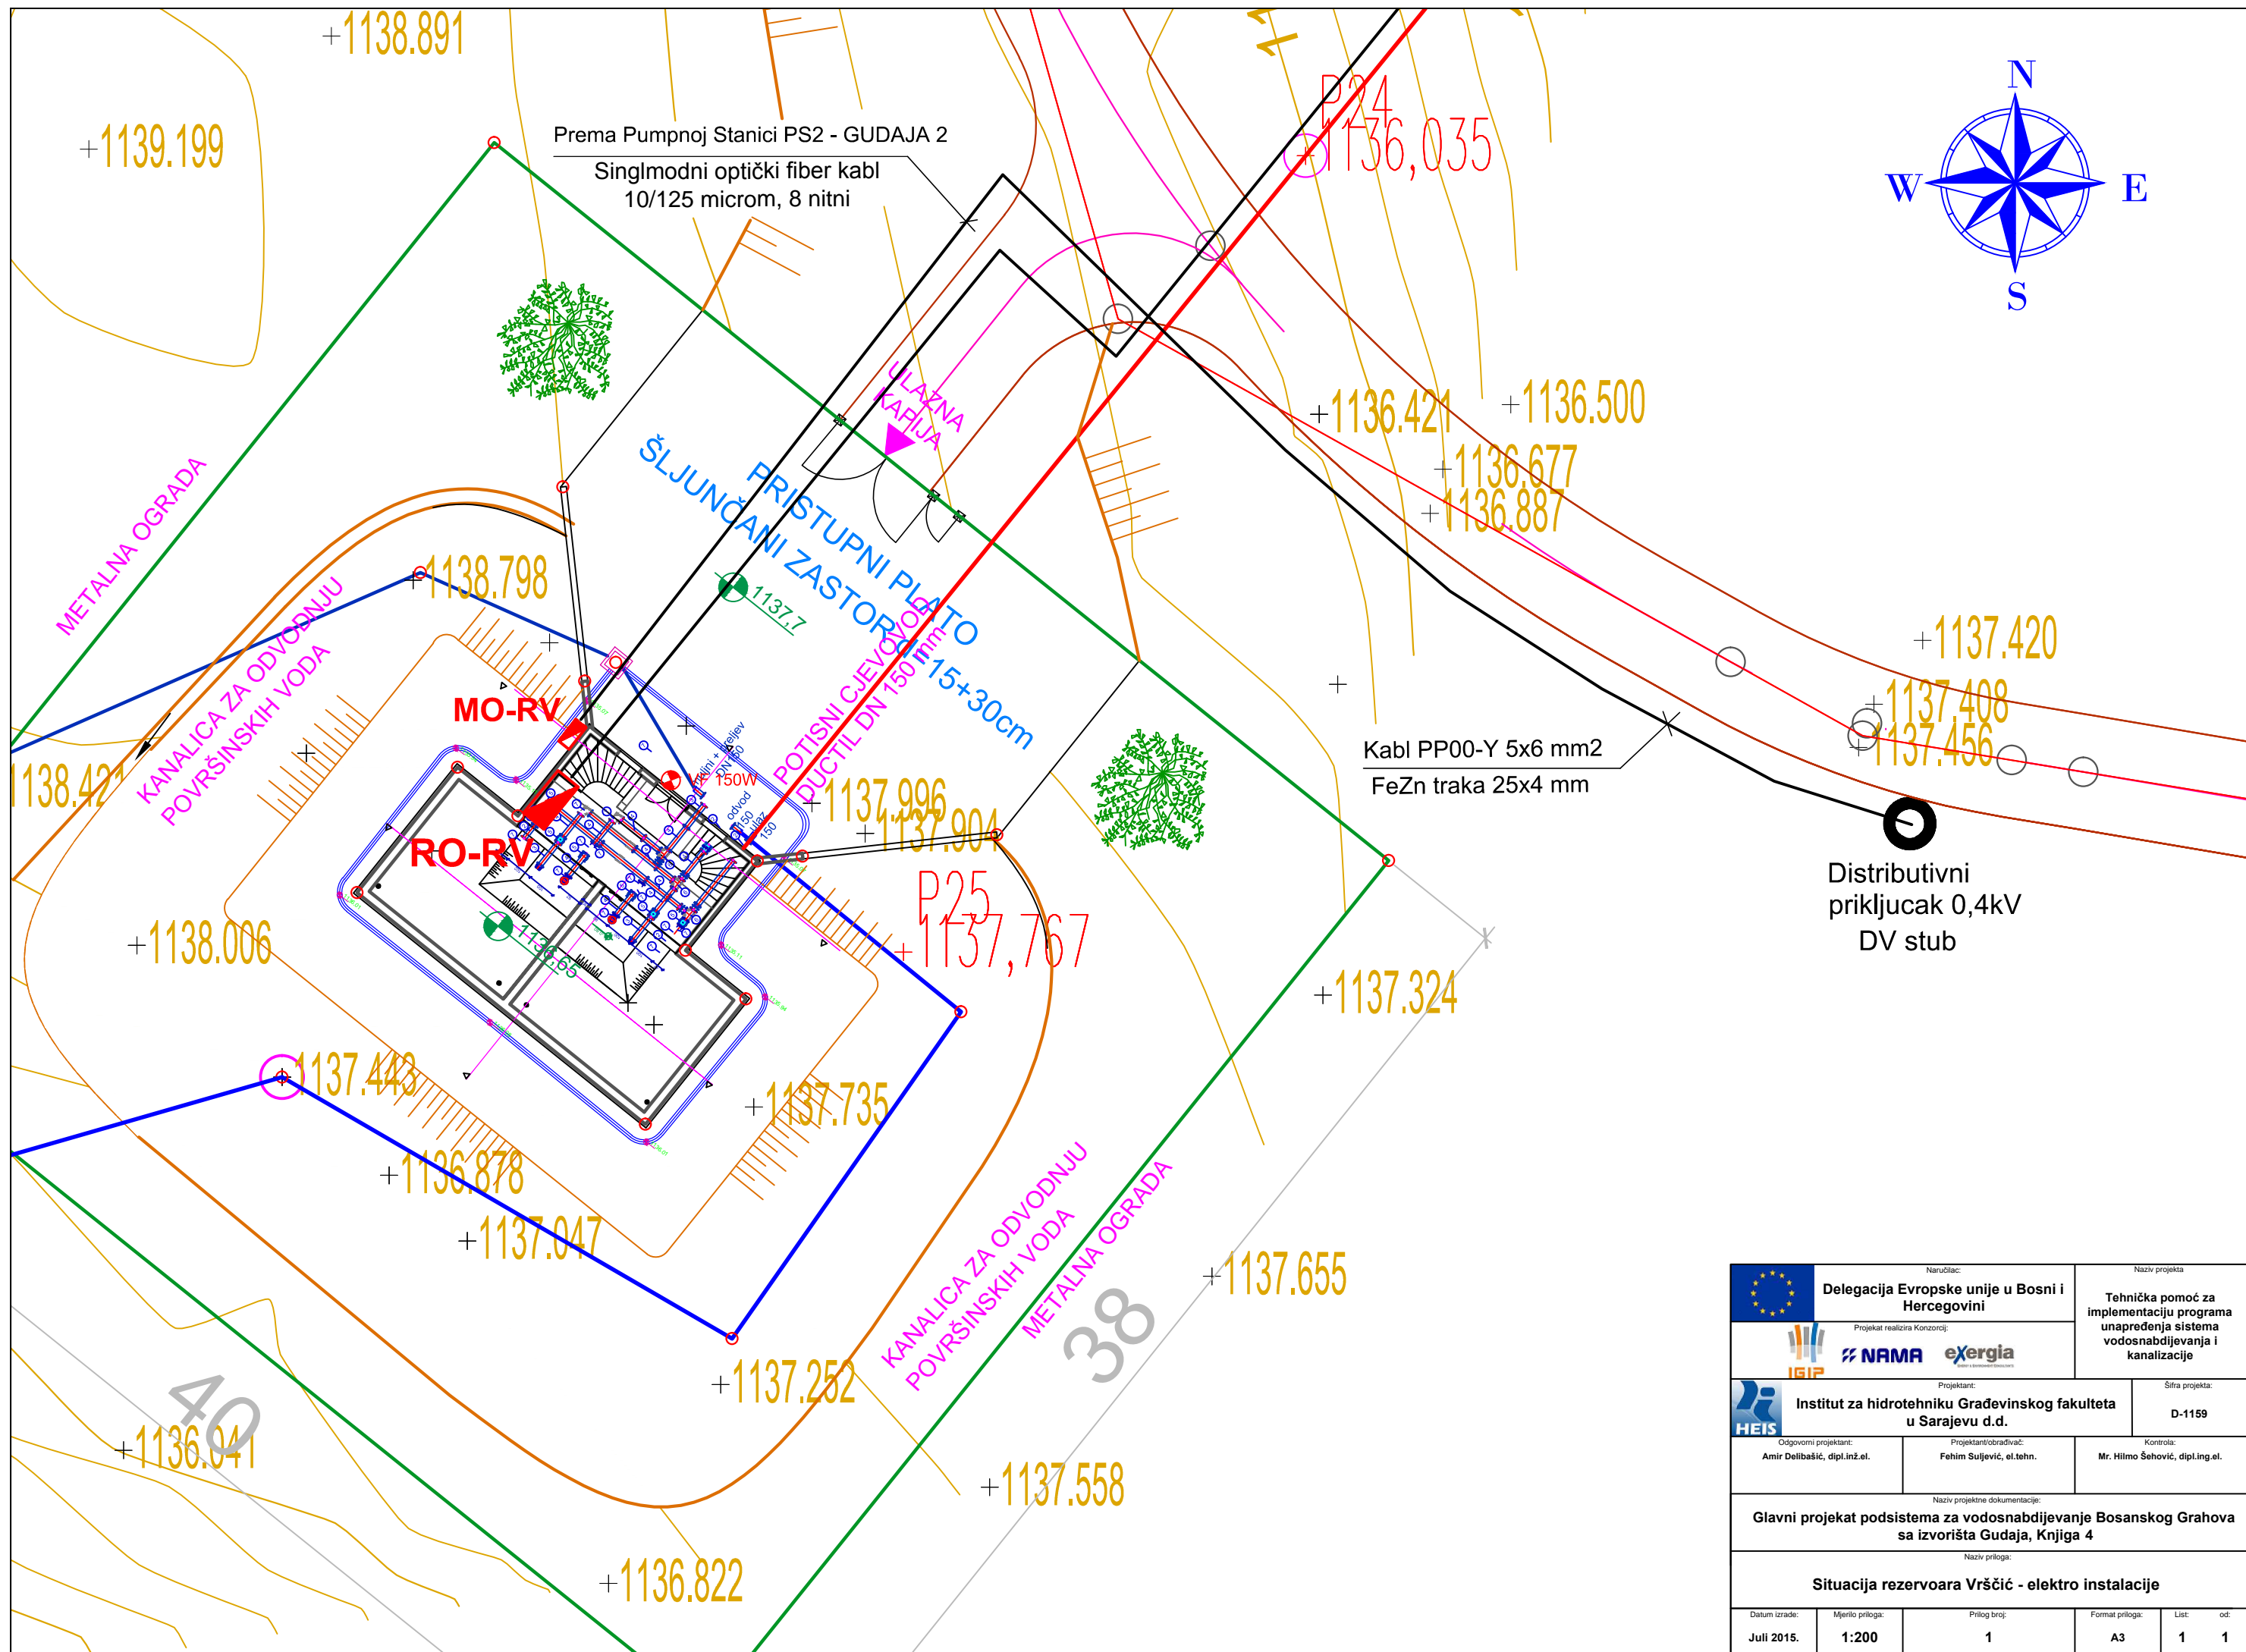 1138.891
1139.199
Prema Pumpnoj Stanici PS2 - GUDAJA 2
Singlmodni optički fiber kabl
10/125 microm, 8 nitni
P24
1136,035
N
W
E
S
ULAZNA
KAPIJA
1136.421
1136.500
1136.677
1136.887
PRISTUPNI PLATO
ŠLJUNČANI ZASTOR d=15+30cm
METALNA OGRADA
KANALICA ZA ODVODNJU
POVRŠINSKIH VODA
1138.798
1137,7
POTISNI CJEVOVOD
DUCTIL DN 150 mm
1137.420
1137.408
1137.456
MO-RV
RO-RV
150W
odvod
150
150
1138.421
1137.996
1137.904
Kabl PP00-Y 5x6 mm2
FeZn traka 25x4 mm
Distributivni
prikljucak 0,4kV
DV stub
P25
1137,767
1138.006
1136,65
1137.324
1137.443
1137.735
1136.878
1137.047
KANALICA ZA ODVODNJU
POVRŠINSKIH VODA
METALNA OGRADA
1137.655
38
40
1137.252
1136.041
1137.558
1136.822
Naručilac:
Delegacija Evropske unije u Bosni i
Hercegovini
Naziv projekta
Tehnička pomoć za
implementaciju programa
unapređenja sistema
vodosnabdijevanja i
kanalizacije
Projekat realizira Konzorcij:
IGIP
NAMA
exergia
Projektant:
Institut za hidrotehniku Građevinskog fakulteta
u Sarajevu d.d.
HEIS
Šifra projekta:
D-1159
Odgovorni projektant:
Amir Delibašić, dipl.inž.el.
Projektant/obrađivač:
Fehim Suljević, el.tehn.
Kontrola:
Mr. Hilmo Šehović, dipl.ing.el.
Naziv projektne dokumentacije:
Glavni projekat podsistema za vodosnabdijevanje Bosanskog Grahova
sa izvorišta Gudaja, Knjiga 4
Naziv priloga:
Situacija rezervoara Vrščić - elektro instalacije
Datum izrade:
Juli 2015.
Mjerilo priloga:
1:200
Prilog broj:
1
Format priloga:
A3
List:
1
od:
1